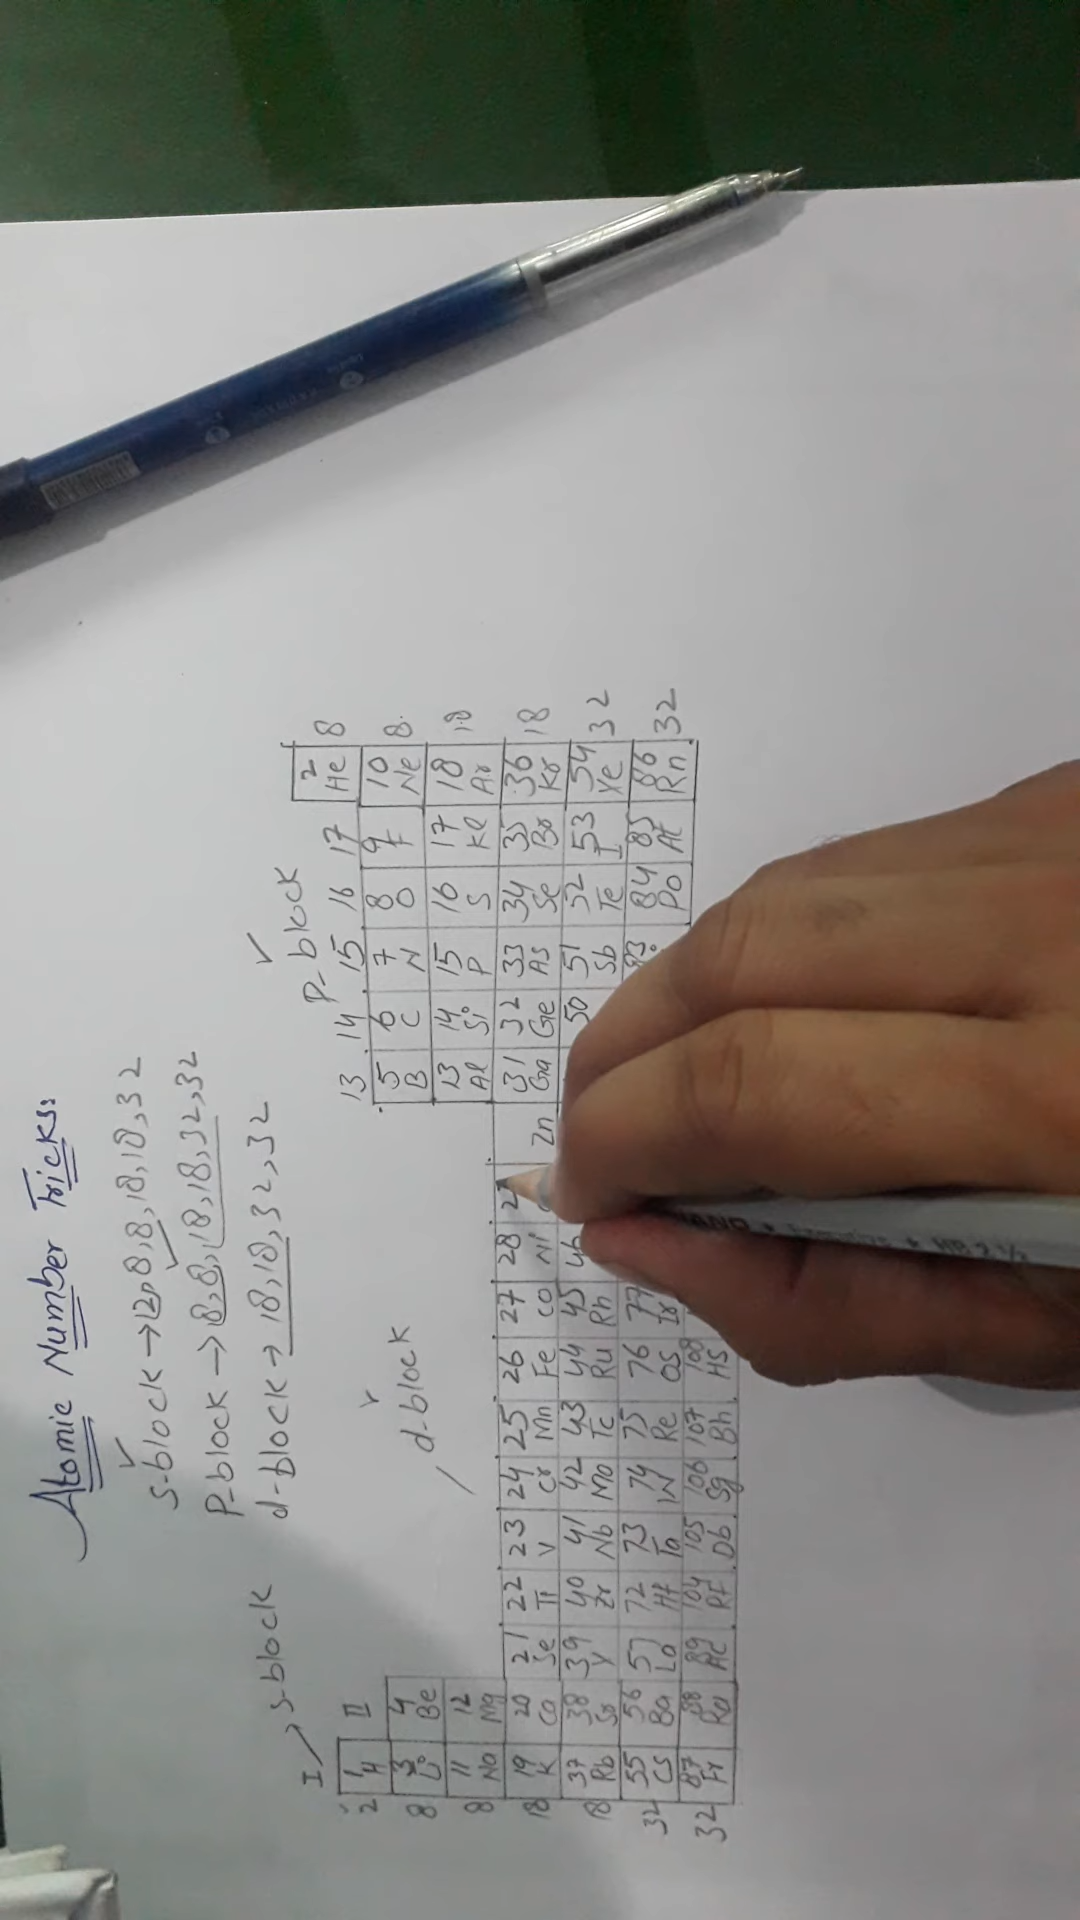 Atomic Number Tricks:
s-block → 2,8,8,18,18,32
P-block → 8,8,18,18,32,32
d-block → 18,18,32,32
I → s-block
II
d-block
P-block
13 14 15 16 17
2 1 2 8
H He
8 3 4 5 6 7 8 9 10 8
Li Be B C N O F Ne
8 11 12 13 14 15 16 17 18 18
Na Mg Al Si P S Kl Ar
18 19 20 21 22 23 24 25 26 27 28 2 31 32 33 34 35 36 18
K Ca Se Ti V Cr Mn Fe Co Ni Zn Ga Ge As Se Br Kr
18 37 38 39 40 41 42 43 44 45 46 50 51 52 53 54 32
Rb Sr Y Zr Nb Mo Tc Ru Rh Sb Te I Xe
32 55 56 57 72 73 74 75 76 77 83 84 85 86 32
Cs Ba La Hf Ta W Re OS Ir Po At Rn
32 87 88 89 104 105 106 107 108
Fr Ra Ac Rf Db Sg Bh HS
HB 2 1/2